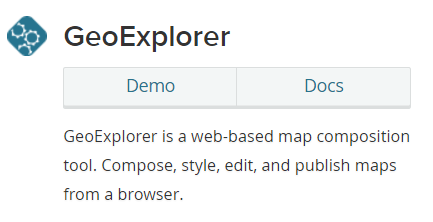 GeoExplorer
Demo Docs
GeoExplorer is a web-based map composition
tool. Compose, style, edit, and publish maps
from a browser.